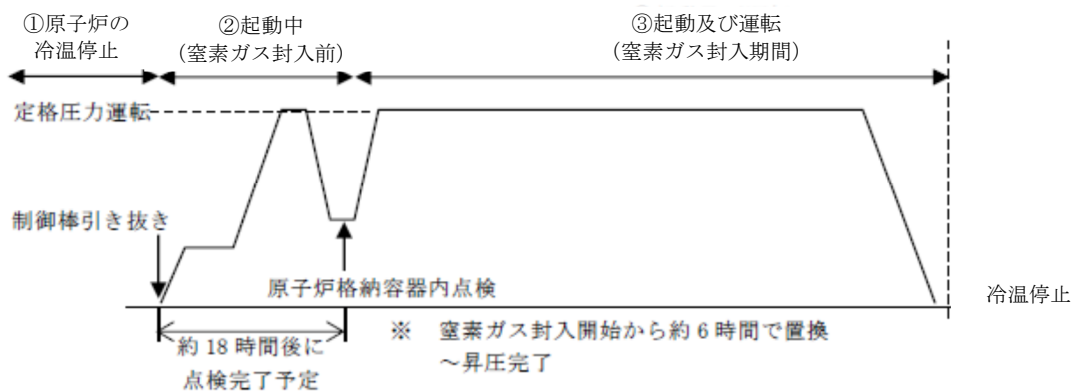 ①原子炉の
冷温停止
②起動中
(窒素ガス封入前)
③起動及び運転
(窒素ガス封入期間)
定格圧力運転
制御棒引き抜き
原子炉格納容器内点検
冷温停止
約 18 時間後に
点検完了予定
※ 窒素ガス封入開始から約 6 時間で置換
～昇圧完了